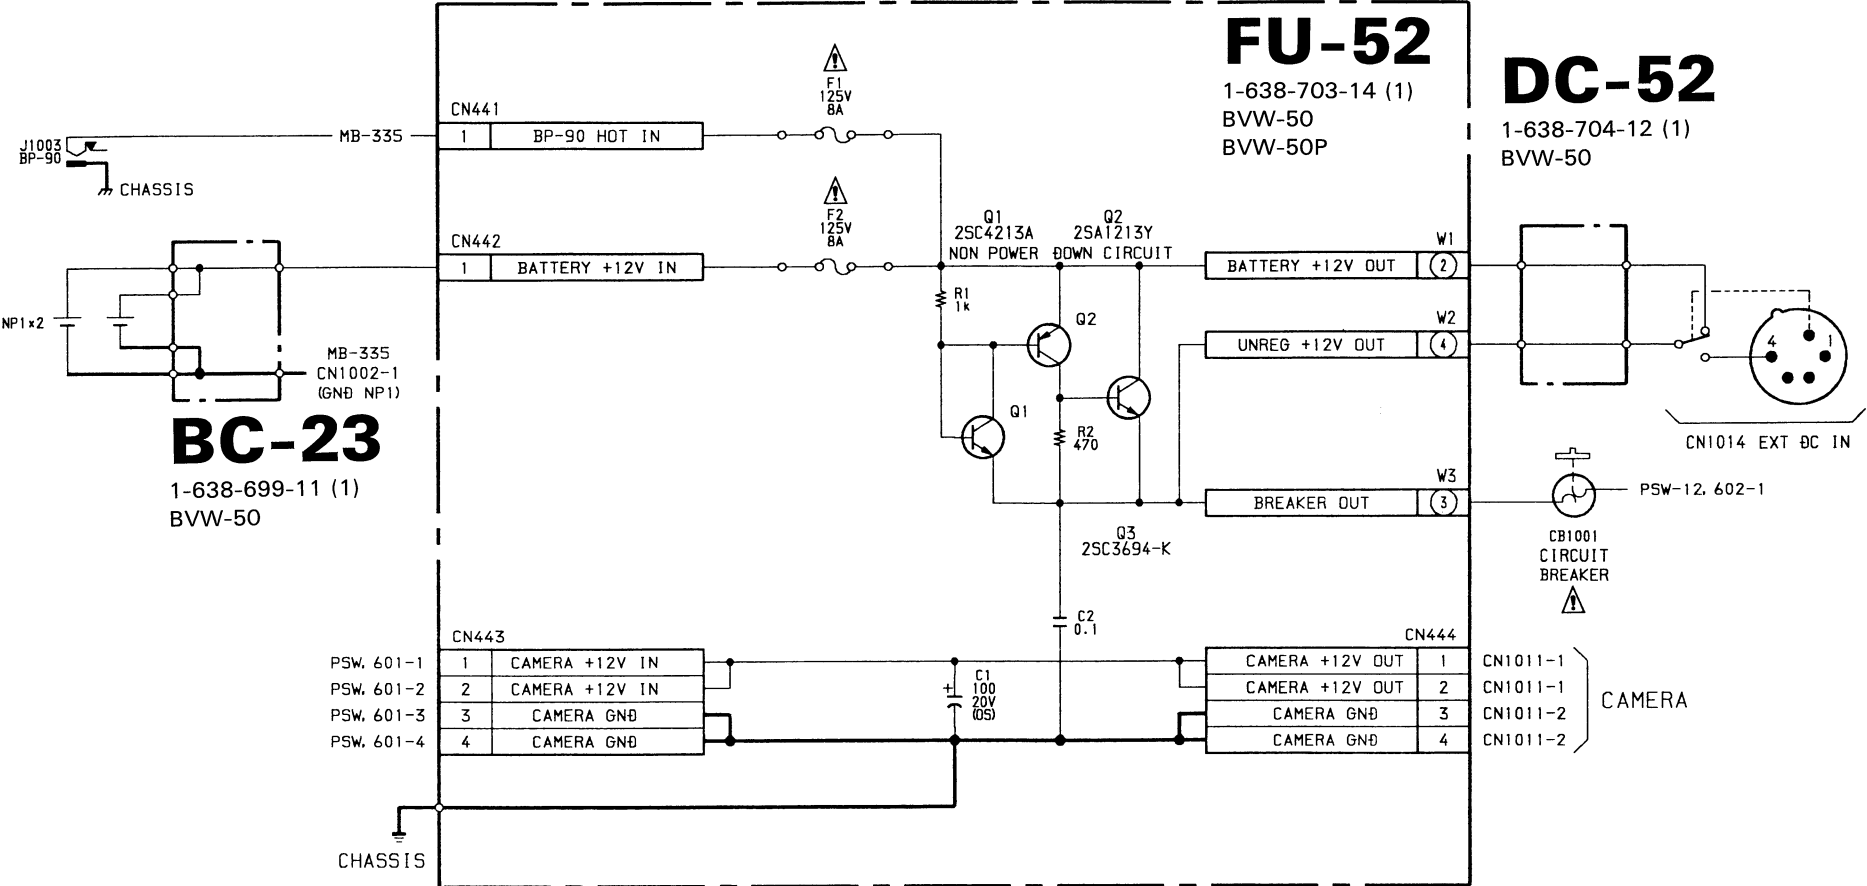 FU-52
1-638-703-14 (1)
BVW-50
BVW-50P
DC-52
1-638-704-12 (1)
BVW-50
F1
125V
8A
CN441
J1003
BP-90
MB-335
1
BP-90 HOT IN
CHASSIS
F2
125V
8A
CN442
1
BATTERY +12V IN
Q1
2SC4213A
NON POWER DOWN CIRCUIT
Q2
2SA1213Y
W1
BATTERY +12V OUT
2
R1
1k
Q2
W2
UNREG +12V OUT
4
4
1
NP1×2
MB-335
CN1002-1
(GND NP1)
BC-23
1-638-699-11 (1)
BVW-50
Q1
R2
470
CN1014 EXT DC IN
W3
BREAKER OUT
3
PSW-12, 602-1
Q3
2SC3694-K
CB1001
CIRCUIT
BREAKER
C2
0.1
CN443
CN444
PSW, 601-1
1
CAMERA +12V IN
CAMERA +12V OUT
1
CN1011-1
PSW, 601-2
2
CAMERA +12V IN
CAMERA +12V OUT
2
CN1011-1
PSW, 601-3
3
CAMERA GND
CAMERA GND
3
CN1011-2
PSW, 601-4
4
CAMERA GND
CAMERA GND
4
CN1011-2
C1
+
100
20V
(OS)
CAMERA
CHASSIS